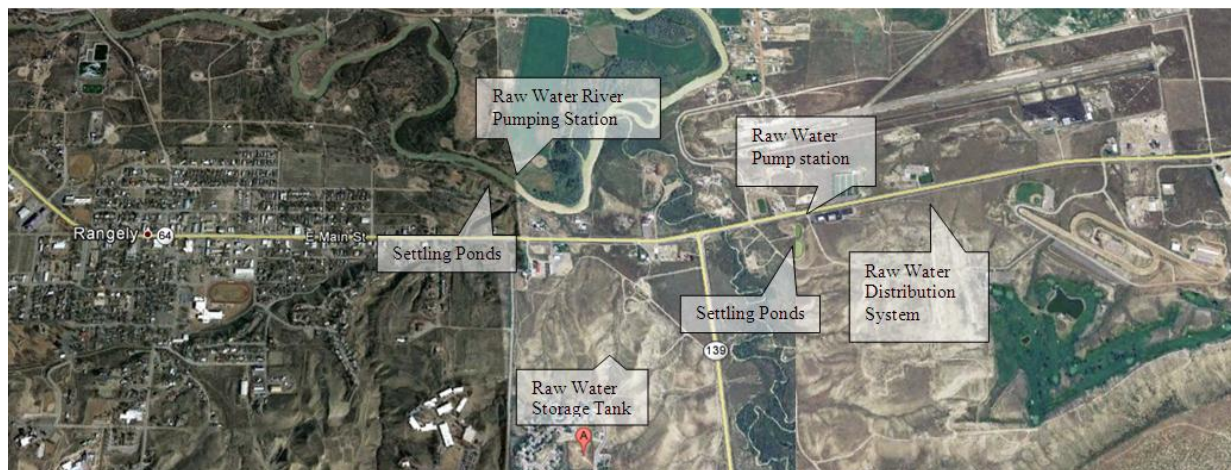 Raw Water River
Pumping Station
Raw Water
Pump station
Rangely
64
E Main St
Settling Ponds
Raw Water
Distribution
System
Settling Ponds
139
Raw Water
Storage Tank
A